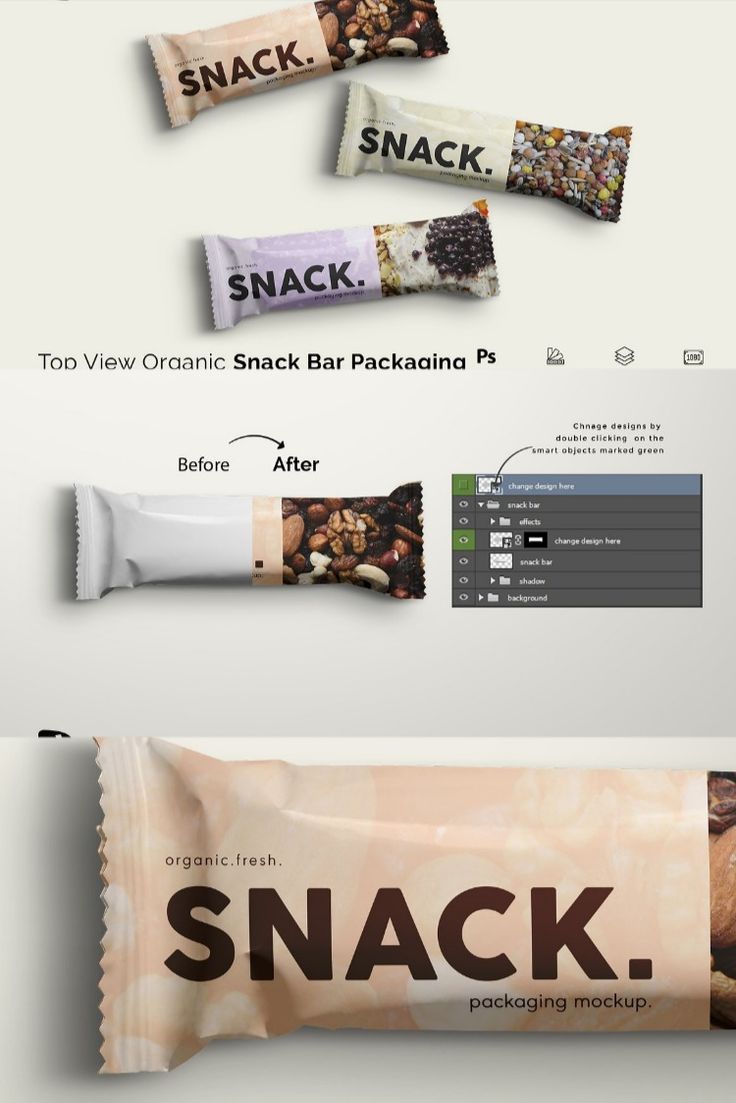 organic.fresh.
SNACK.
packaging mockup.
organic.fresh.
SNACK.
packaging mockup.
organic.fresh.
SNACK.
packaging mockup.
Top View Organic Snack Bar Packaging Ps
1080
Chnage designs by
double clicking on the
smart objects marked green
Before After
change design here
snack bar
effects
change design here
snack bar
shadow
background
organic.fresh.
SNACK.
packaging mockup.